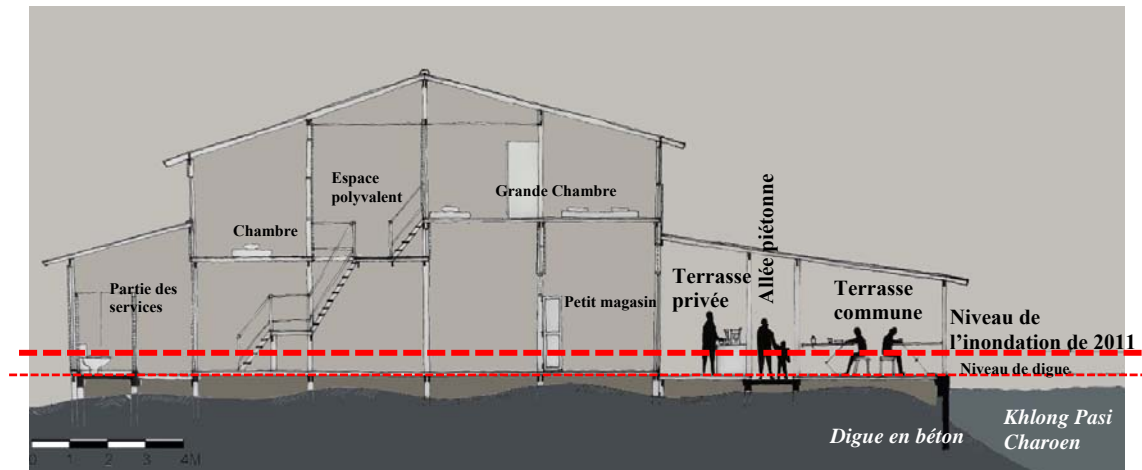 Espace
polyvalent
Grande Chambre
Chambre
Partie des
services
Petit magasin
Terrasse
privée
Allée piétonne
Terrasse
commune
Niveau de
l’inondation de 2011
Niveau de digue
Khlong Pasi
Charoen
Digue en béton
0 1 2 3 4M